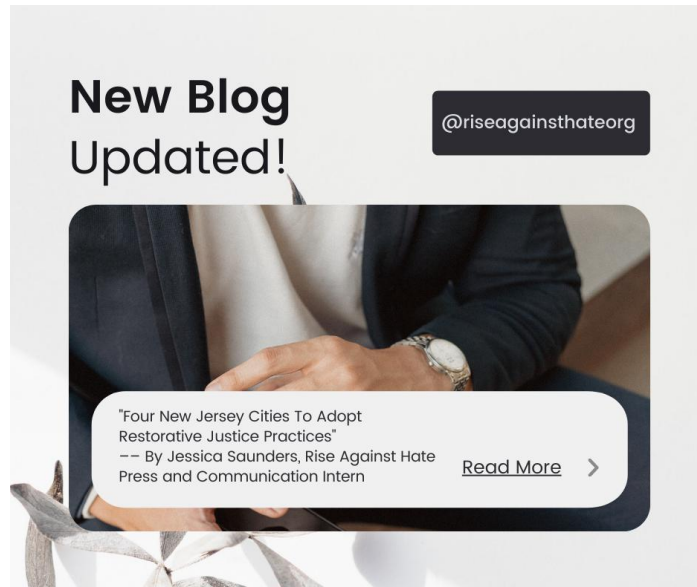 New Blog
Updated!
@riseagainsthateorg
"Four New Jersey Cities To Adopt
Restorative Justice Practices"
–– By Jessica Saunders, Rise Against Hate
Press and Communication Intern
Read More